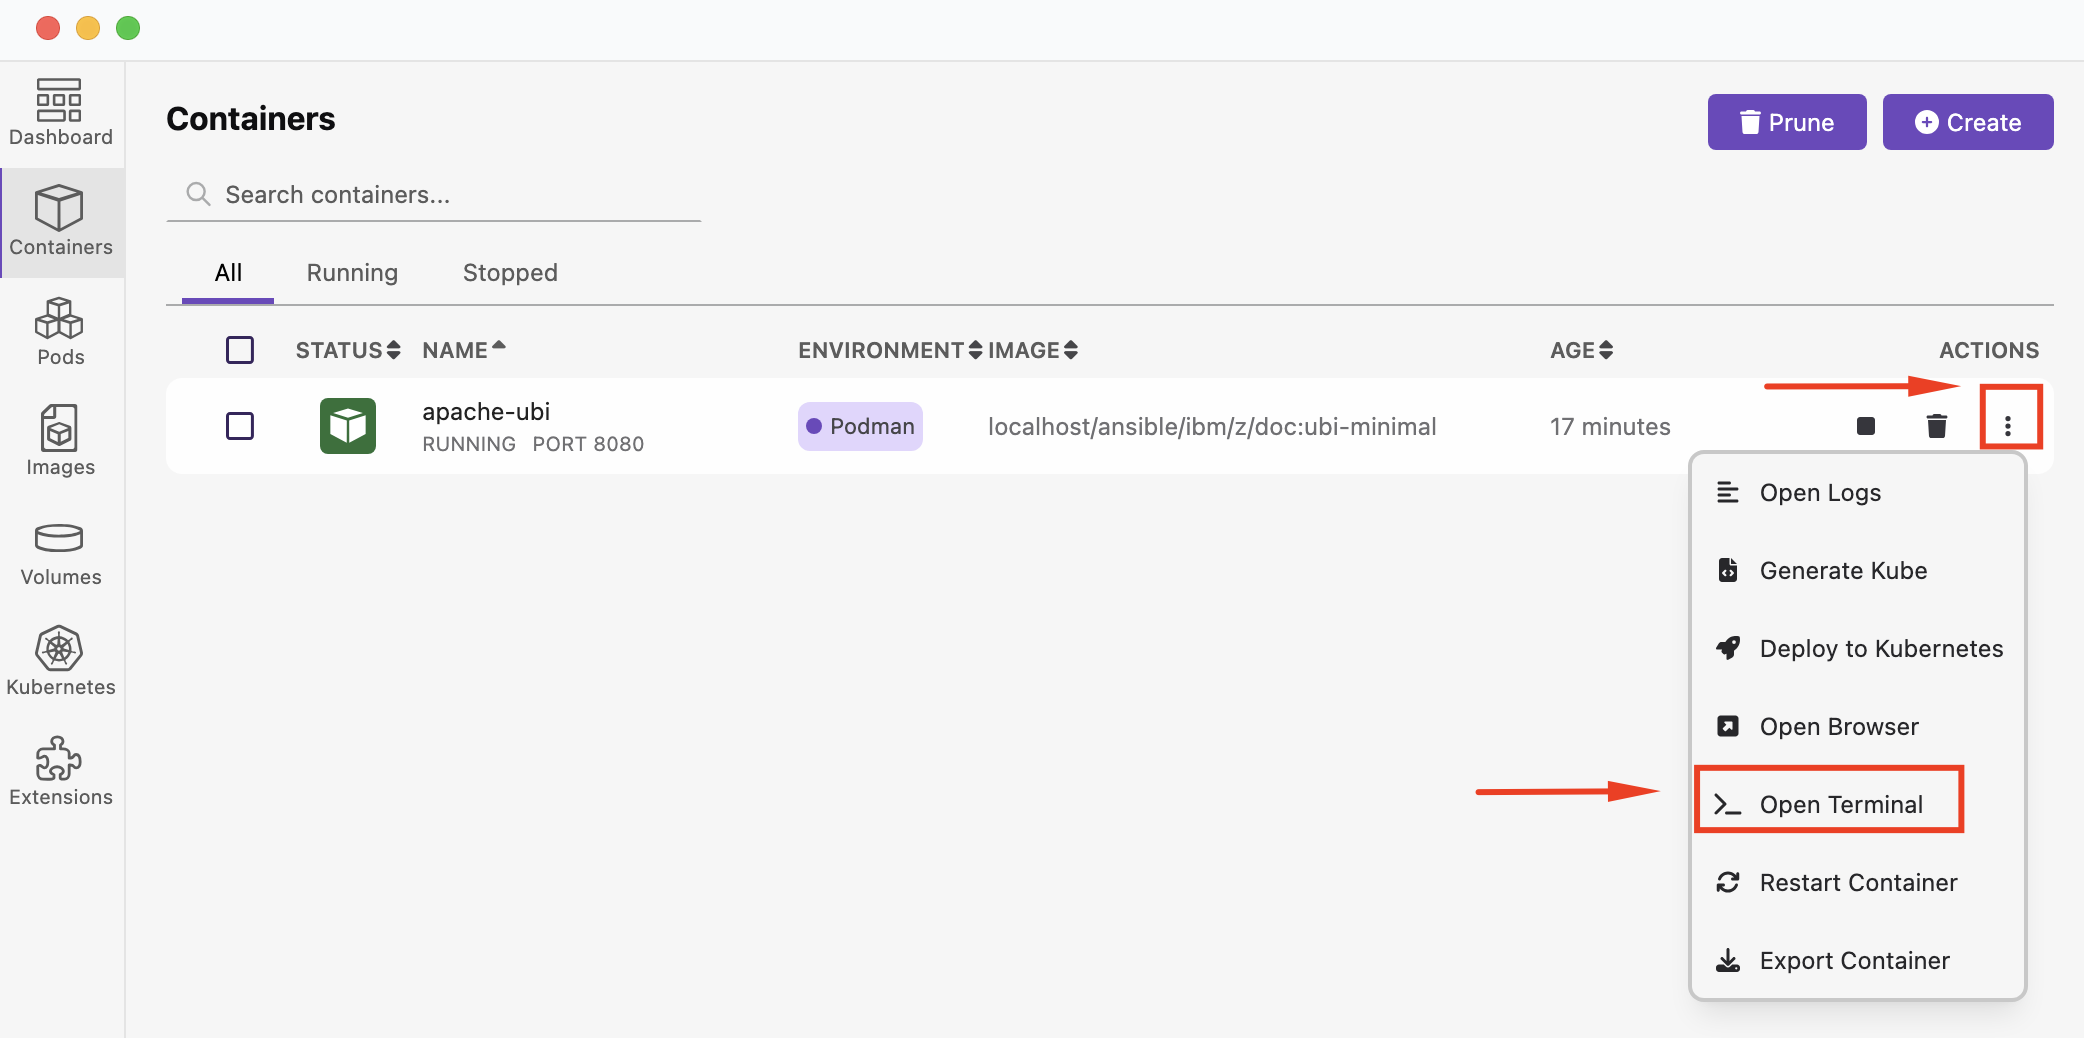 Dashboard
Containers
Pods
Images
Volumes
Kubernetes
Extensions
Containers
Prune
Create
Search containers...
All Running Stopped
STATUS NAME ENVIRONMENT IMAGE AGE ACTIONS
apache-ubi
RUNNING PORT 8080
Podman
localhost/ansible/ibm/z/doc:ubi-minimal
17 minutes
Open Logs
Generate Kube
Deploy to Kubernetes
Open Browser
Open Terminal
Restart Container
Export Container